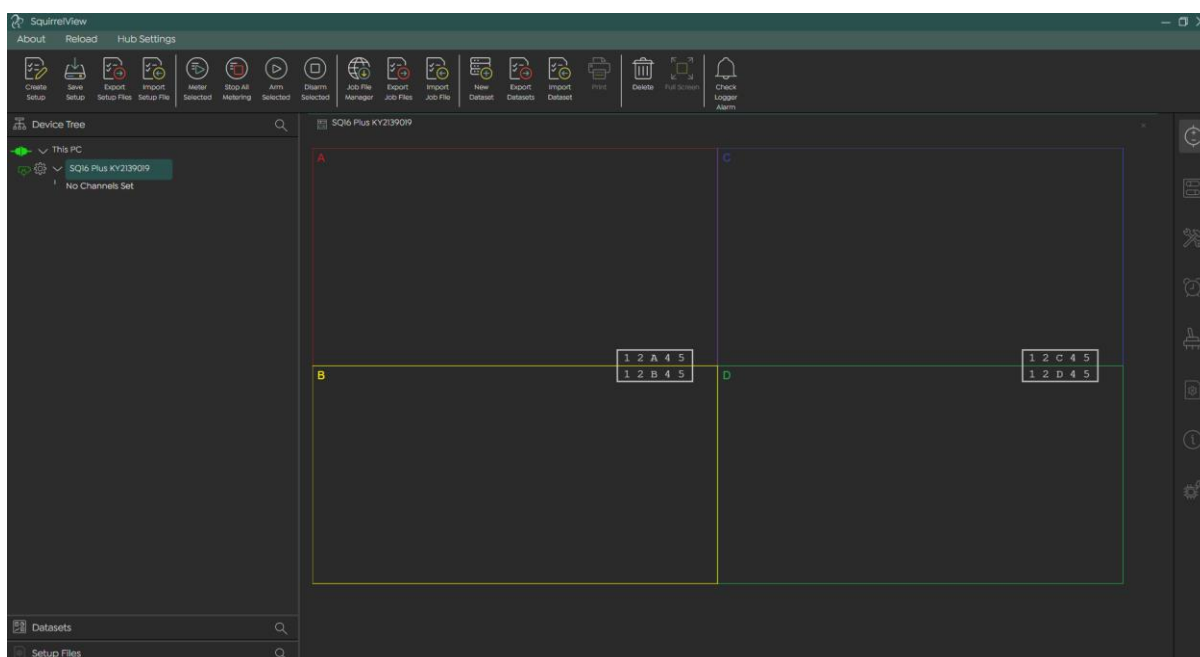 SquirrelView
About Reload Hub Settings
Create Setup
Save Setup
Export Setup Files
Import Setup File
Meter Selected
Stop All Metering
Arm Selected
Disarm Selected
Job File Manager
Export Job Files
Import Job File
New Dataset
Export Datasets
Import Dataset
Print
Delete
Full Screen
Check Logger Alarm
Device Tree
SQ16 Plus KY2139019
This PC
SQ16 Plus KY2139019
No Channels Set
A
C
1 2 A 4 5
1 2 B 4 5
1 2 C 4 5
1 2 D 4 5
B
D
Datasets
Setup Files